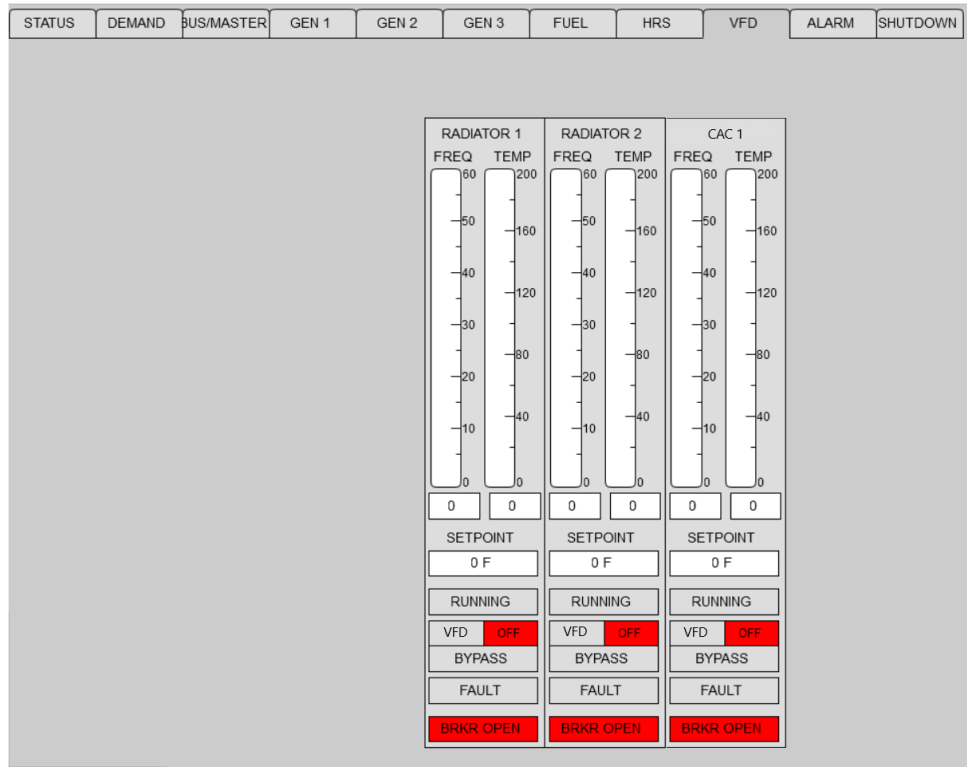 STATUS DEMAND BUS/MASTER GEN 1 GEN 2 GEN 3 FUEL HRS VFD ALARM SHUTDOWN
RADIATOR 1 RADIATOR 2 CAC 1
FREQ TEMP FREQ TEMP FREQ TEMP
60 200 60 200 60 200
50 160 50 160 50 160
40 120 40 120 40 120
30 80 30 80 30 80
20 40 20 40 20 40
10 10 10
0 0 0 0 0 0
0 0 0 0 0 0
SETPOINT SETPOINT SETPOINT
0 F 0 F 0 F
RUNNING RUNNING RUNNING
VFD OFF VFD OFF VFD OFF
BYPASS BYPASS BYPASS
FAULT FAULT FAULT
BRKR OPEN BRKR OPEN BRKR OPEN